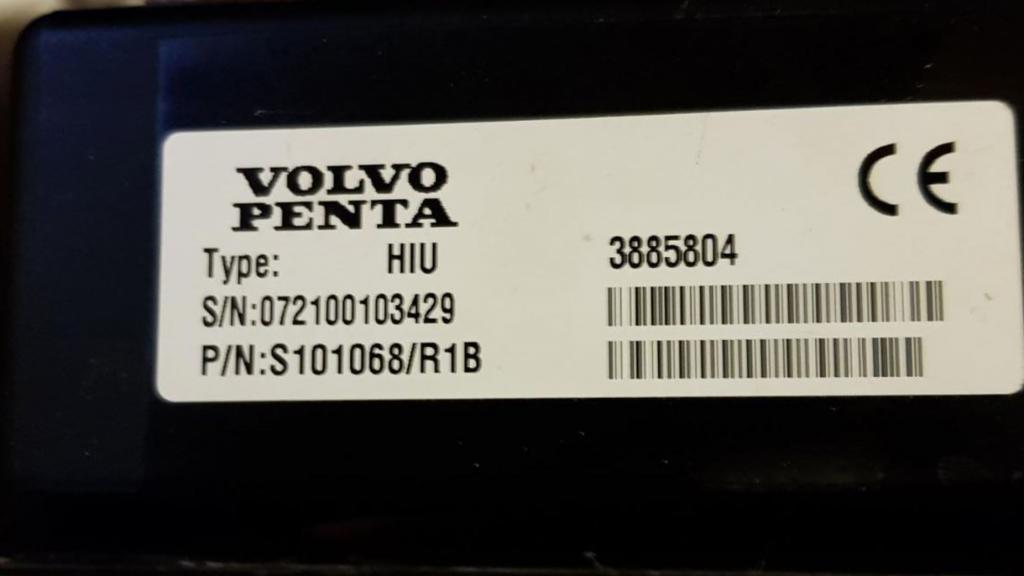 VOLVO
PENTA
CE
Type: HIU 3885804
S/N:072100103429
P/N:S101068/R1B